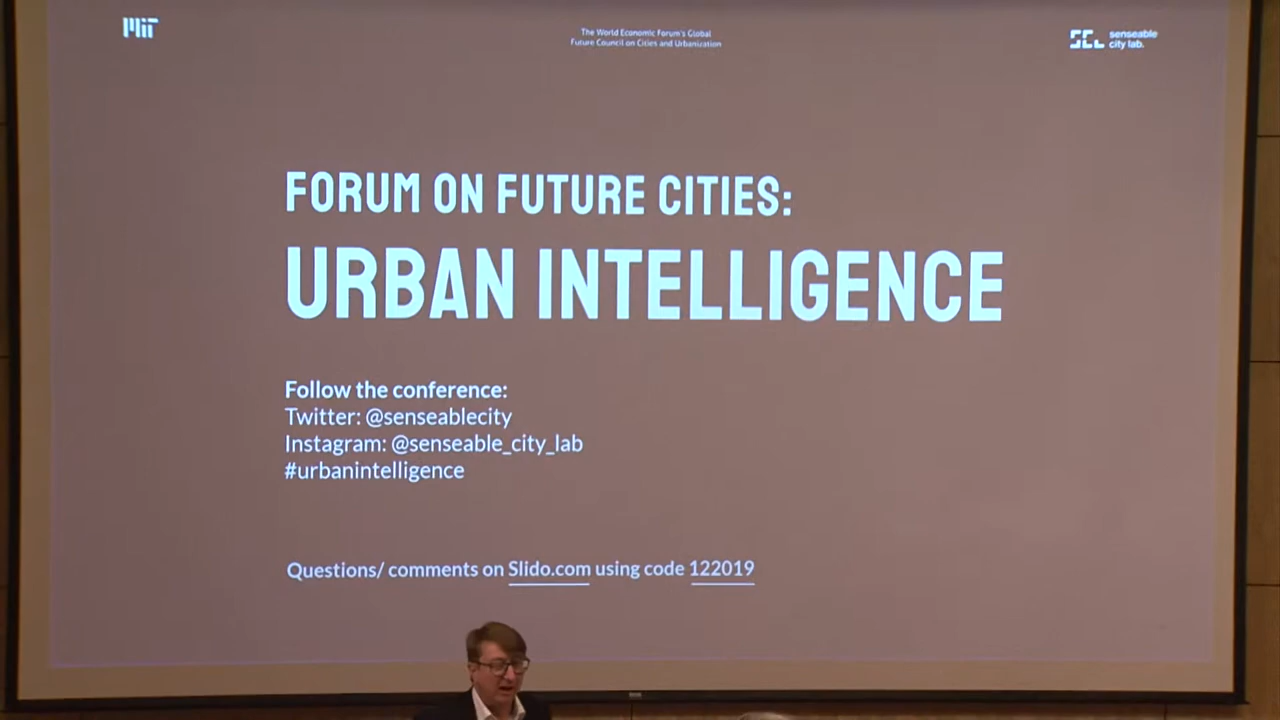 MIT
The World Economic Forum's Global
Future Council on Cities and Urbanization
SCL senseable
city lab.
FORUM ON FUTURE CITIES:
URBAN INTELLIGENCE
Follow the conference:
Twitter: @senseablecity
Instagram: @senseable_city_lab
#urbanintelligence
Questions/ comments on Slido.com using code 122019